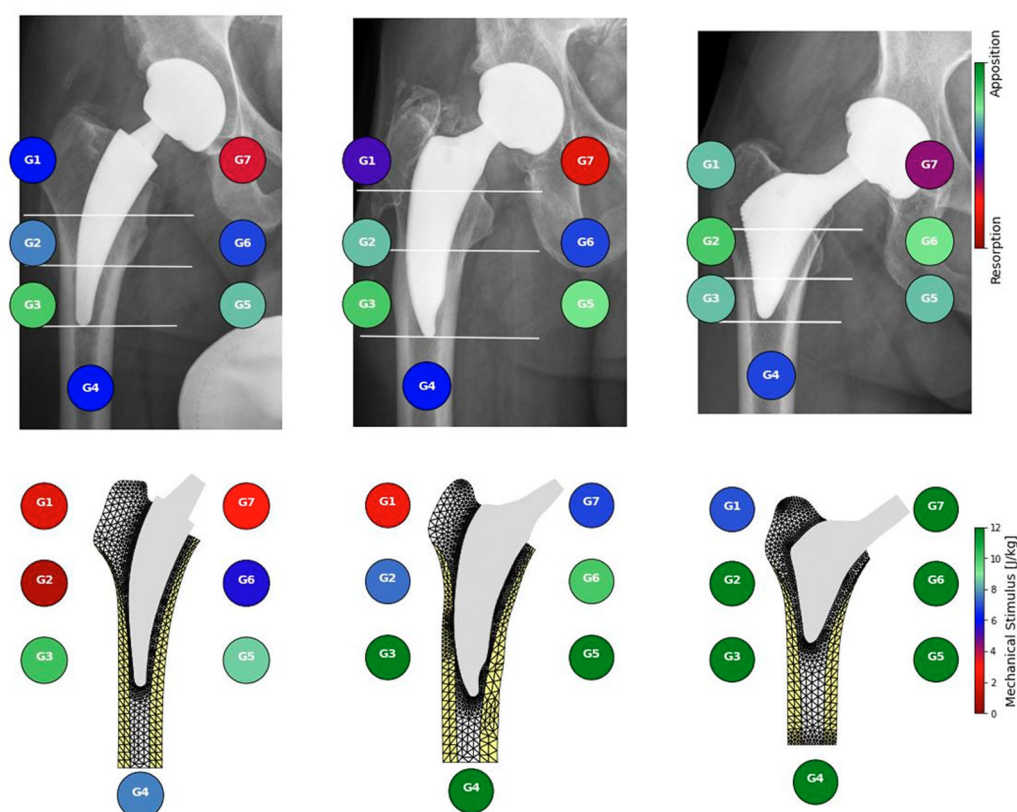 Apposition
Resorption
G1 G7
G2 G6
G3 G5
G4
G1 G7
G2 G6
G3 G5
G4
G1 G7
G2 G6
G3 G5
G4
G1 G7
G2 G6
G3 G5
G4
G1 G7
G2 G6
G3 G5
G4
G1 G7
G2 G6
G3 G5
G4
12
10
8
6
4
2
0
Mechanical Stimulus [J/kg]